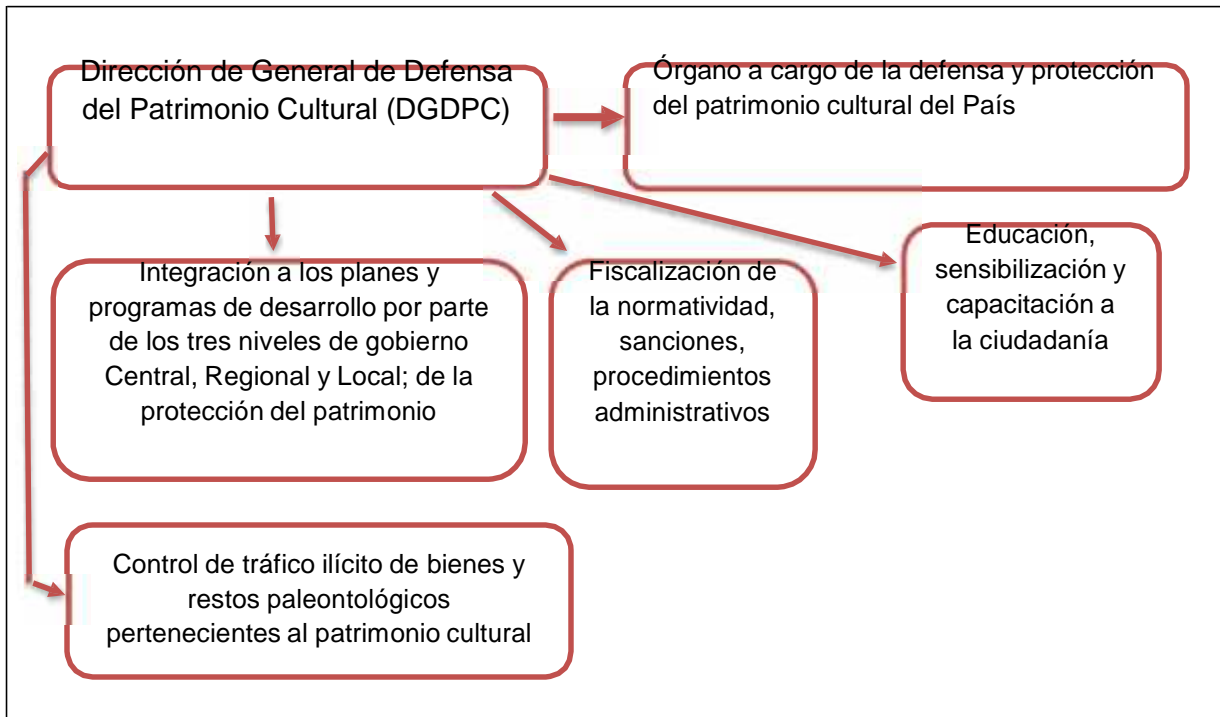 Dirección de General de Defensa
del Patrimonio Cultural (DGDPC)
Órgano a cargo de la defensa y protección
del patrimonio cultural del País
Integración a los planes y
programas de desarrollo por parte
de los tres niveles de gobierno
Central, Regional y Local; de la
protección del patrimonio
Fiscalización de
la normatividad,
sanciones,
procedimientos
administrativos
Educación,
sensibilización y
capacitación a
la ciudadanía
Control de tráfico ilícito de bienes y
restos paleontológicos
pertenecientes al patrimonio cultural